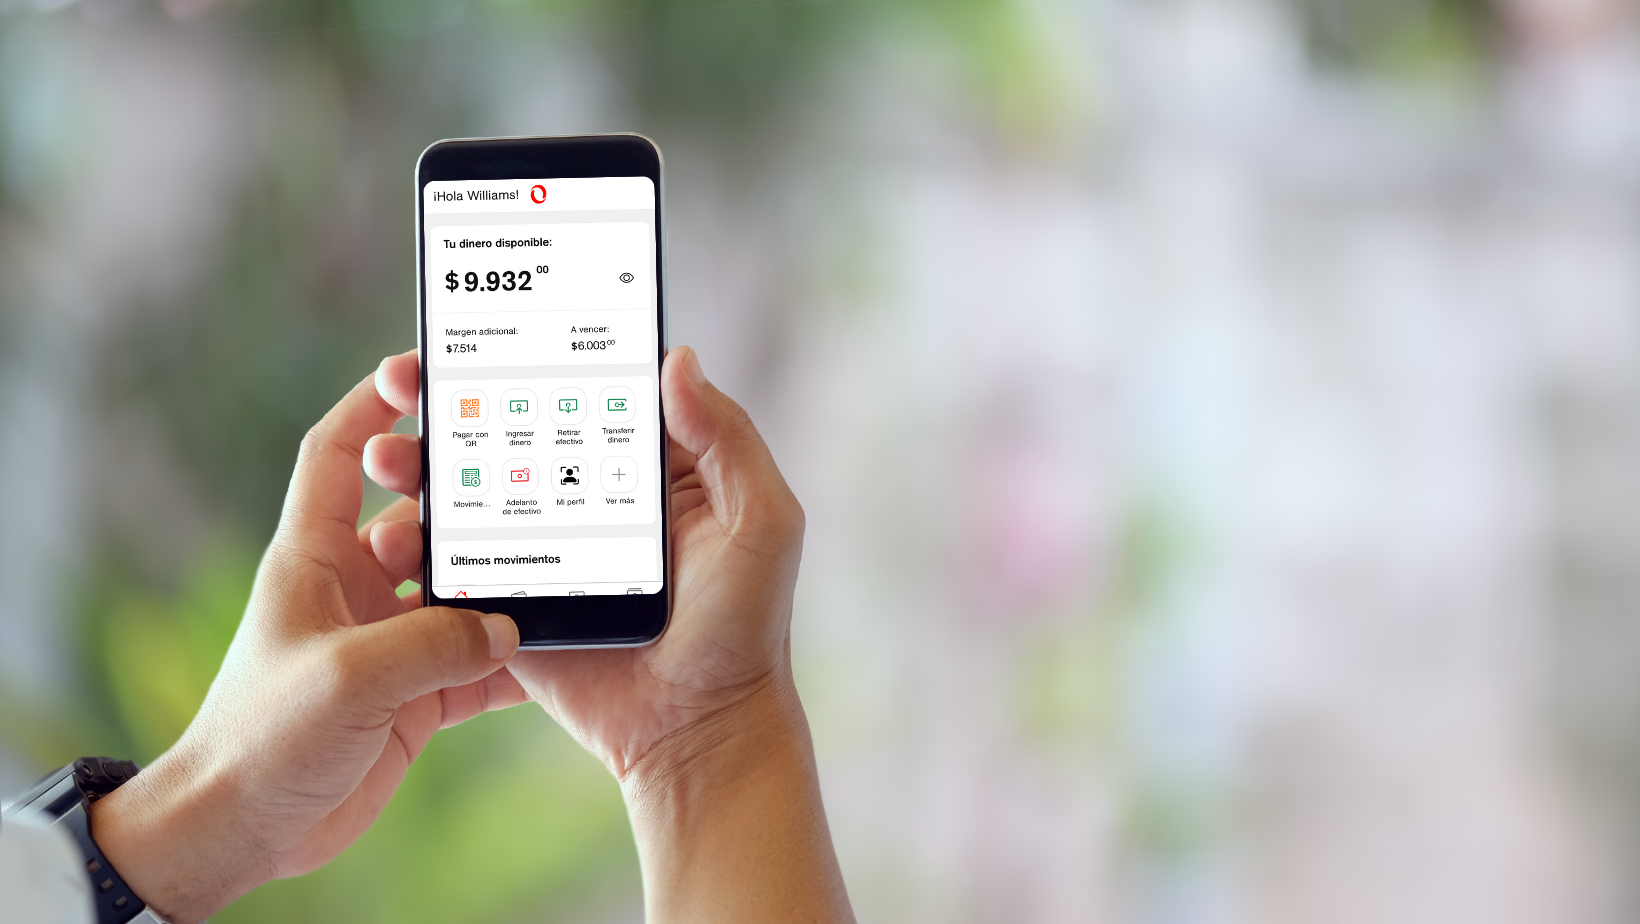 ¡Hola Williams!
Tu dinero disponible:
$ 9.932 00
Margen adicional:
$7.514
A vencer:
$6.003 00
Pagar con
QR
Ingresar
dinero
Retirar
efectivo
Transferir
dinero
Movimie...
Adelanto
de efectivo
Mi perfil
Ver más
Últimos movimientos